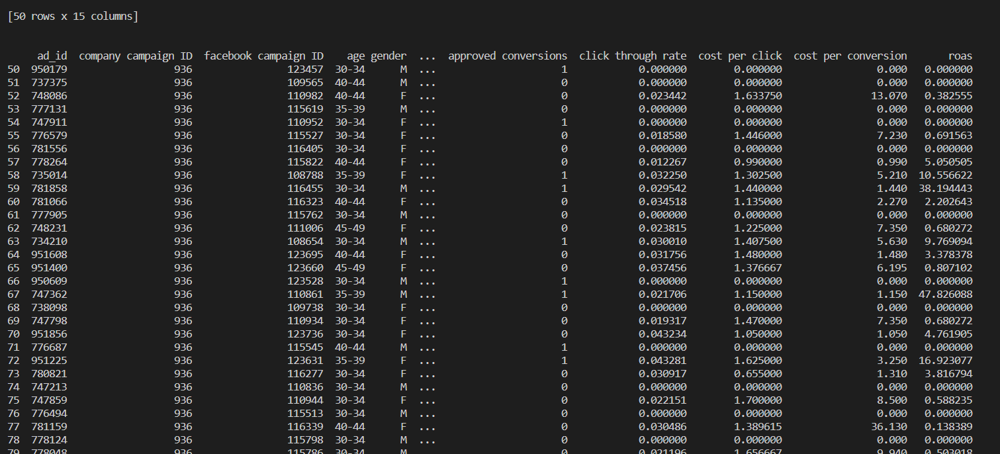 [50 rows x 15 columns]
ad_id company campaign ID facebook campaign ID age gender ... approved conversions click through rate cost per click cost per conversion roas
50 950179 936 123457 30-34 M ... 1 0.000000 0.000000 0.000 0.000000
51 737375 936 109565 40-44 M ... 0 0.000000 0.000000 0.000 0.000000
52 748086 936 110982 40-44 F ... 0 0.023442 1.633750 13.070 0.382555
53 777131 936 115619 35-39 M ... 0 0.000000 0.000000 0.000 0.000000
54 747911 936 110952 30-34 F ... 1 0.000000 0.000000 0.000 0.000000
55 776579 936 115527 30-34 F ... 0 0.018580 1.446000 7.230 0.691563
56 781556 936 116405 30-34 F ... 0 0.000000 0.000000 0.000 0.000000
57 778264 936 115822 40-44 F ... 0 0.012267 0.990000 0.990 5.050505
58 735014 936 108788 35-39 F ... 1 0.032250 1.302500 5.210 10.556622
59 781858 936 116455 30-34 M ... 1 0.029542 1.440000 1.440 38.194443
60 781066 936 116323 40-44 F ... 0 0.034518 1.135000 2.270 2.202643
61 777905 936 115762 30-34 M ... 0 0.000000 0.000000 0.000 0.000000
62 748231 936 111006 45-49 F ... 0 0.023815 1.225000 7.350 0.680272
63 734210 936 108654 30-34 M ... 1 0.030010 1.407500 5.630 9.769094
64 951608 936 123695 40-44 F ... 0 0.031756 1.480000 1.480 3.378378
65 951400 936 123660 45-49 F ... 0 0.037456 1.376667 6.195 0.807102
66 950609 936 123528 30-34 M ... 1 0.000000 0.000000 0.000 0.000000
67 747362 936 110861 35-39 M ... 1 0.021706 1.150000 1.150 47.826088
68 738098 936 109738 30-34 F ... 0 0.000000 0.000000 0.000 0.000000
69 747798 936 110934 30-34 F ... 0 0.019317 1.470000 7.350 0.680272
70 951856 936 123736 30-34 F ... 0 0.043234 1.050000 1.050 4.761905
71 776687 936 115545 40-44 M ... 1 0.000000 0.000000 0.000 0.000000
72 951225 936 123631 35-39 F ... 1 0.043281 1.625000 3.250 16.923077
73 780821 936 116277 30-34 F ... 0 0.030917 0.655000 1.310 3.816794
74 747213 936 110836 30-34 M ... 0 0.000000 0.000000 0.000 0.000000
75 747859 936 110944 30-34 F ... 0 0.022151 1.700000 8.500 0.588235
76 776494 936 115513 30-34 M ... 0 0.000000 0.000000 0.000 0.000000
77 781159 936 116339 40-44 F ... 0 0.030486 1.389615 36.130 0.138389
78 778124 936 115798 30-34 M ... 0 0.000000 0.000000 0.000 0.000000
79 778048 936 115786 30-34 M ... 0 0.021196 1.656667 9.940 0.503018